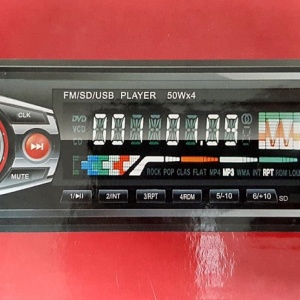 CLK
FM/SD/USB PLAYER 50Wx4
DVD
VCD
CD
MUTE
ROCK POP CLAS FLAT MP4 MP3 WMA INT RPT RDM LOU
1/▶II 2/INT 3/RPT 4/RDM 5/-10 6/+10 SD